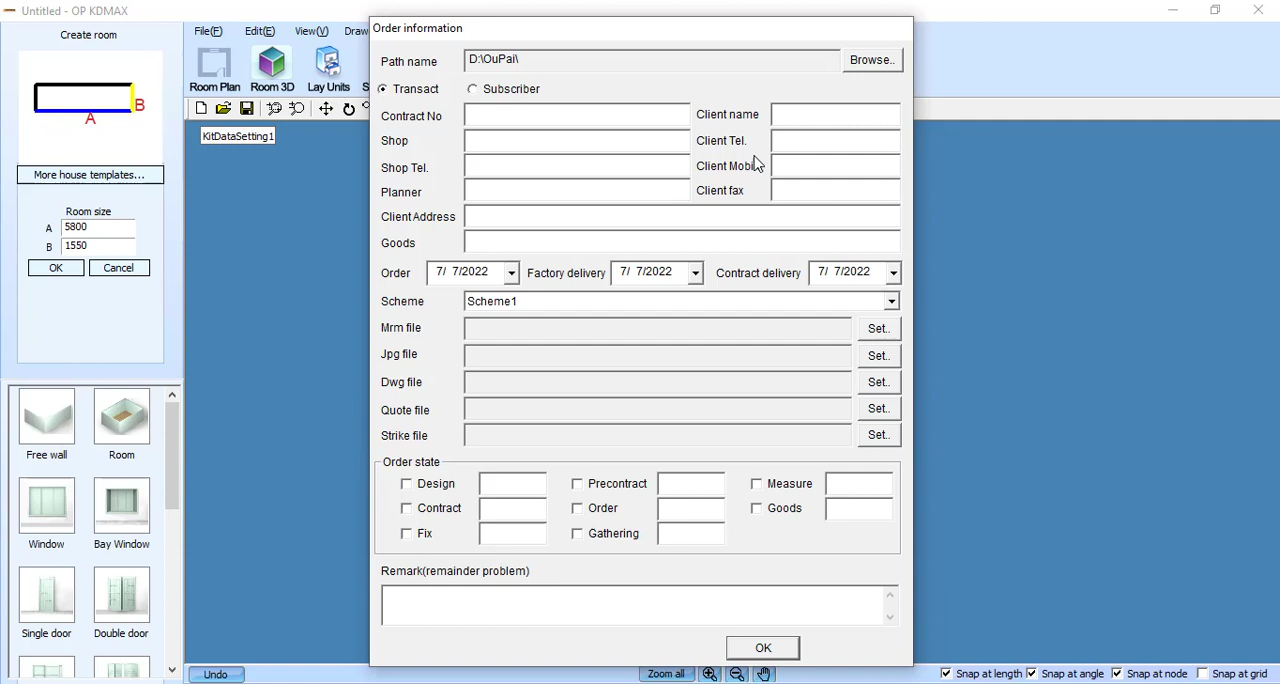 Untitled - OP KDMAX
Create room
B
A
More house templates...
Room size
A 5800
B 1550
OK Cancel
Free wall Room
Window Bay Window
Single door Double door
File(F) Edit(E) View(V) Draw
Room Plan Room 3D Lay Units S
KitDataSetting1
Order information
Path name D:\OuPai\ Browse..
Transact Subscriber
Contract No Client name
Shop Client Tel.
Shop Tel. Client Mobil
Planner Client fax
Client Address
Goods
Order 7/ 7/2022 Factory delivery 7/ 7/2022 Contract delivery 7/ 7/2022
Scheme Scheme1
Mrm file Set..
Jpg file Set..
Dwg file Set..
Quote file Set..
Strike file Set..
Order state
Design Precontract Measure
Contract Order Goods
Fix Gathering
Remark(remainder problem)
OK
Undo Zoom all Snap at length Snap at angle Snap at node Snap at grid